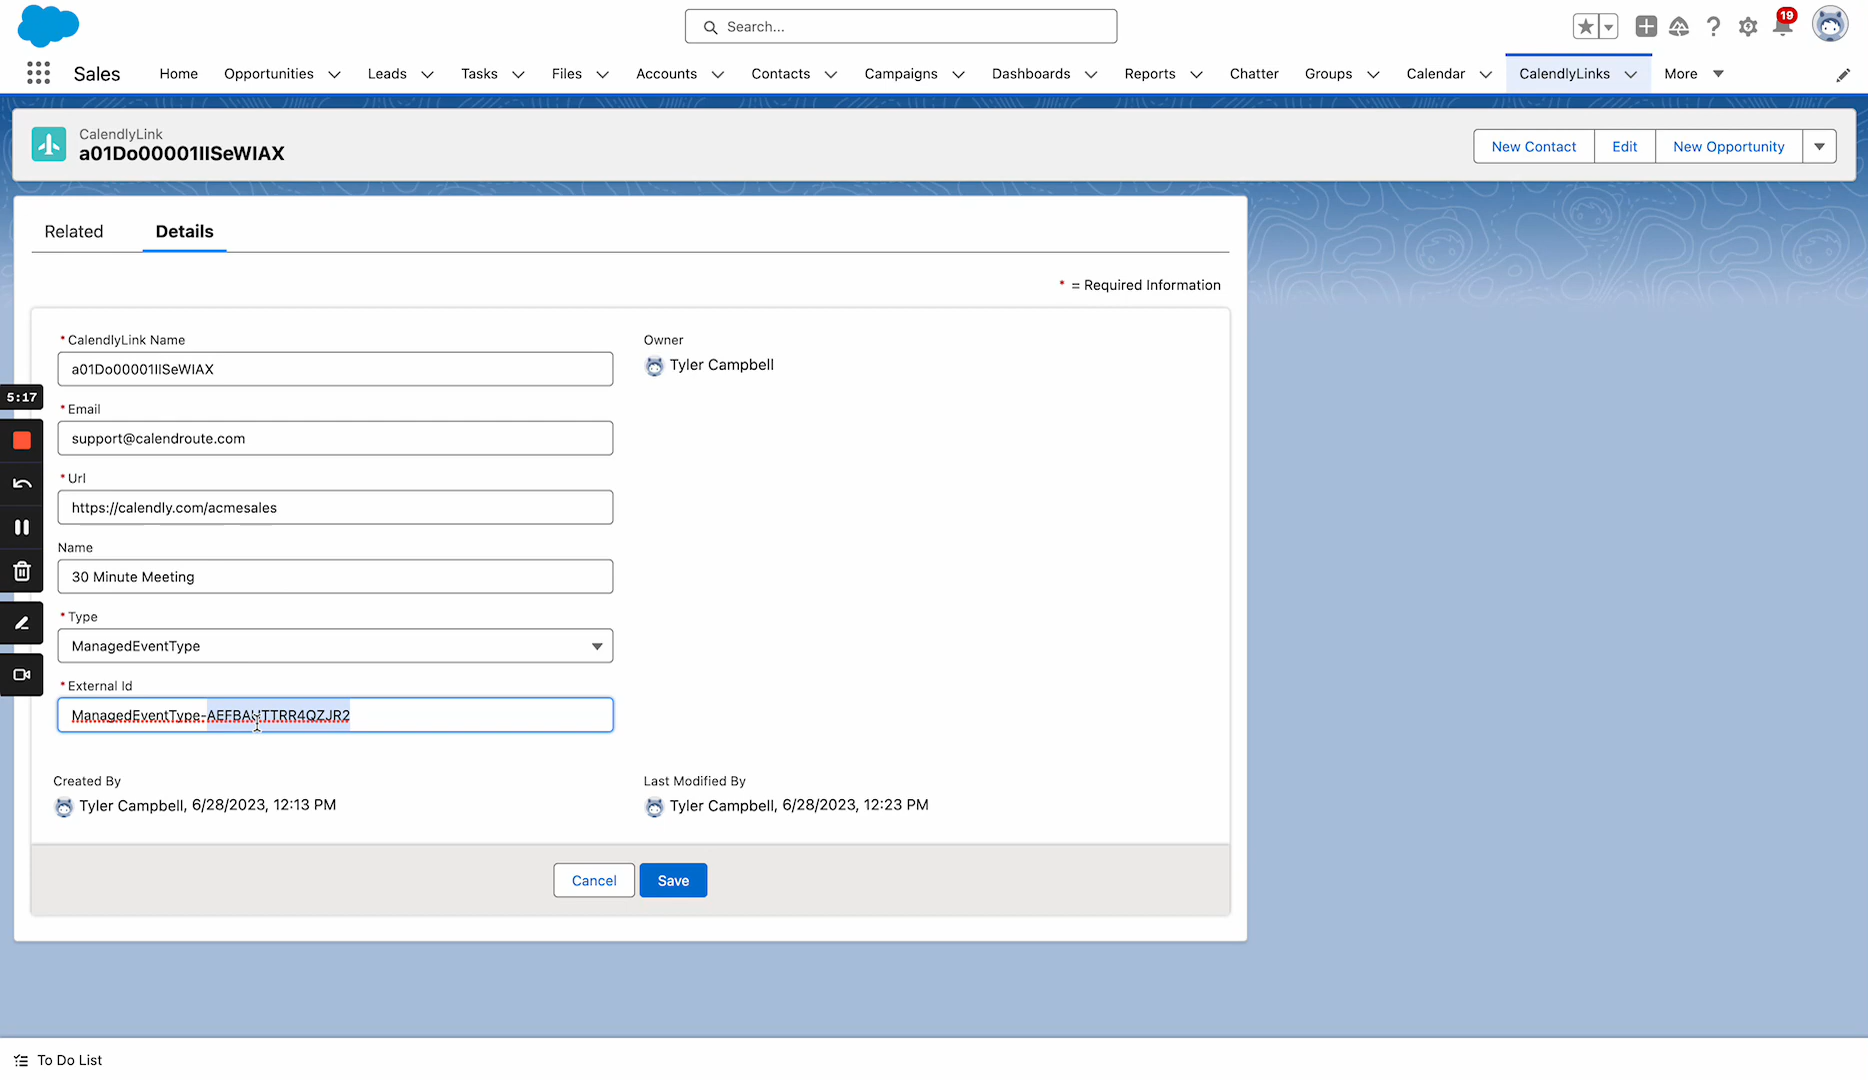 Search...
19
Sales Home Opportunities Leads Tasks Files Accounts Contacts Campaigns Dashboards Reports Chatter Groups Calendar CalendlyLinks More
CalendlyLink
a01Do00001IISeWIAX
New Contact Edit New Opportunity
Related Details
* = Required Information
* CalendlyLink Name
a01Do00001IISeWIAX
Owner
Tyler Campbell
5:17
* Email
support@calendroute.com
* Url
https://calendly.com/acmesales
Name
30 Minute Meeting
* Type
ManagedEventType
* External Id
Created By
Tyler Campbell, 6/28/2023, 12:13 PM
Last Modified By
Tyler Campbell, 6/28/2023, 12:23 PM
Cancel Save
To Do List